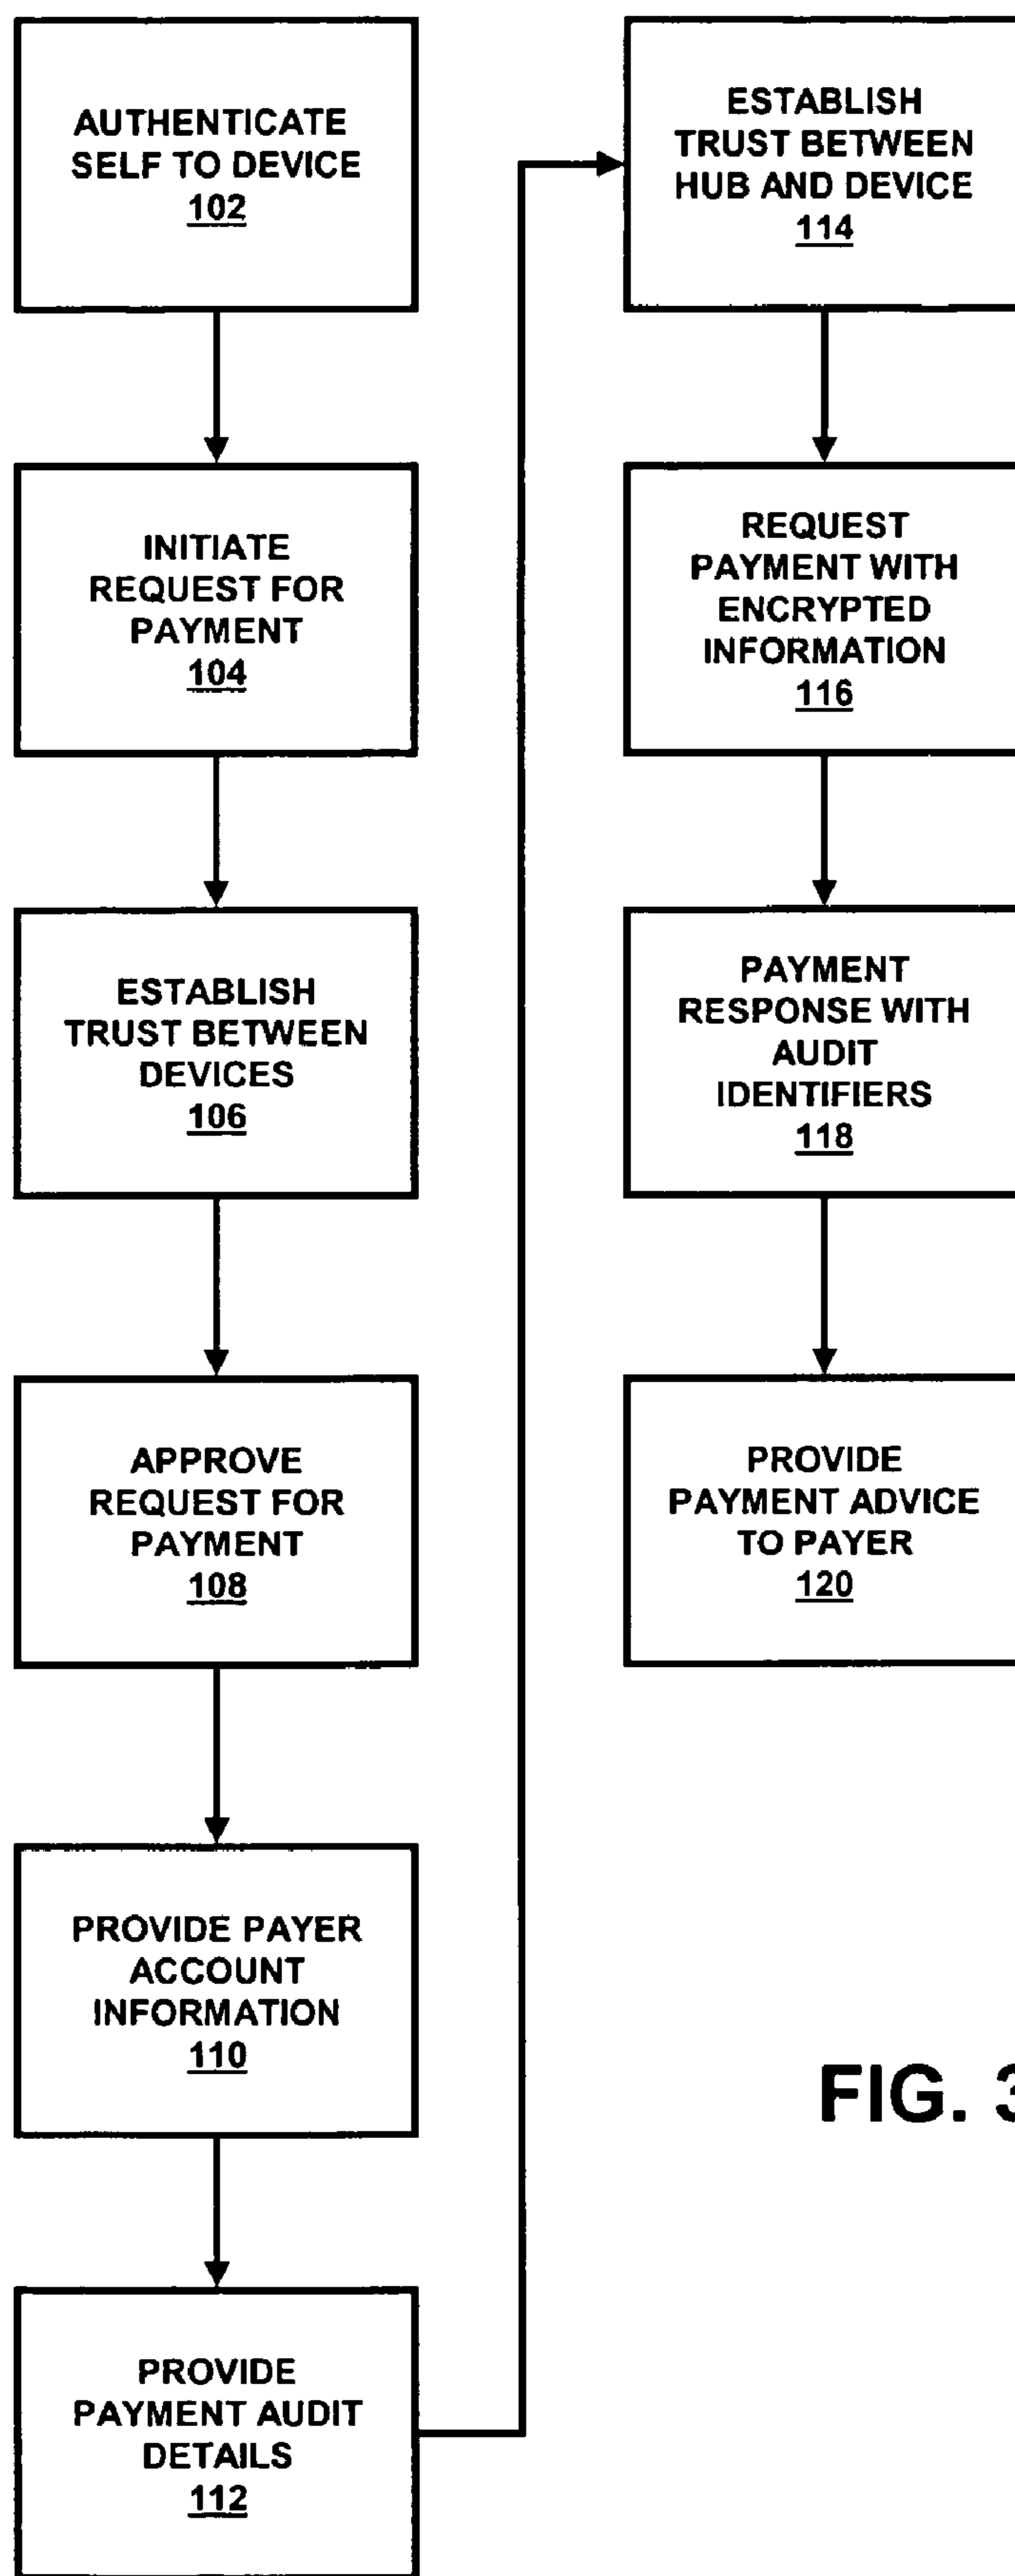 AUTHENTICATE
SELF TO DEVICE
102
INITIATE
REQUEST FOR
PAYMENT
104
ESTABLISH
TRUST BETWEEN
DEVICES
106
APPROVE
REQUEST FOR
PAYMENT
108
PROVIDE PAYER
ACCOUNT
INFORMATION
110
PROVIDE
PAYMENT AUDIT
DETAILS
112
ESTABLISH
TRUST BETWEEN
HUB AND DEVICE
114
REQUEST
PAYMENT WITH
ENCRYPTED
INFORMATION
116
PAYMENT
RESPONSE WITH
AUDIT
IDENTIFIERS
118
PROVIDE
PAYMENT ADVICE
TO PAYER
120
FIG. 3